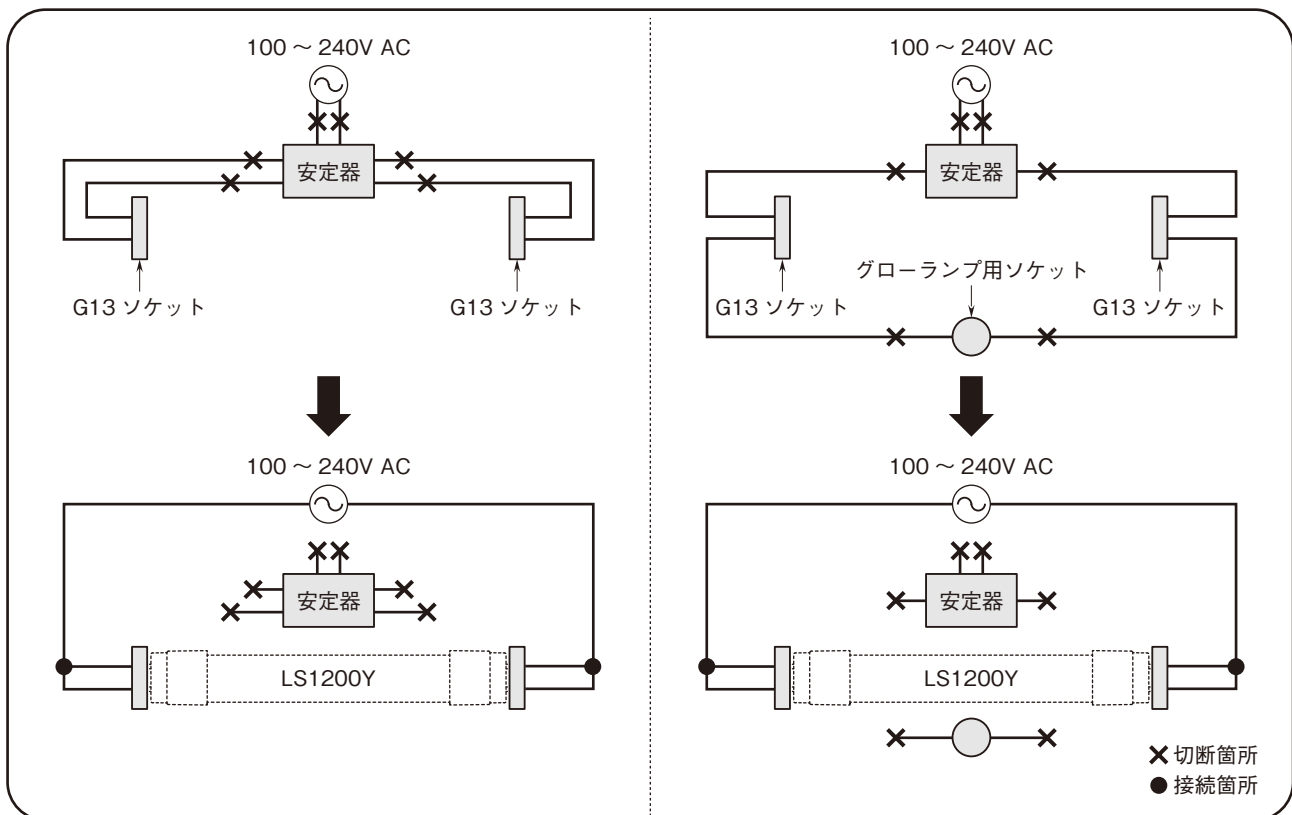 100 ～ 240V AC
安定器
G13 ソケット
G13 ソケット
100 ～ 240V AC
安定器
LS1200Y
100 ～ 240V AC
安定器
グローランプ用ソケット
G13 ソケット
G13 ソケット
100 ～ 240V AC
安定器
LS1200Y
切断箇所
接続箇所